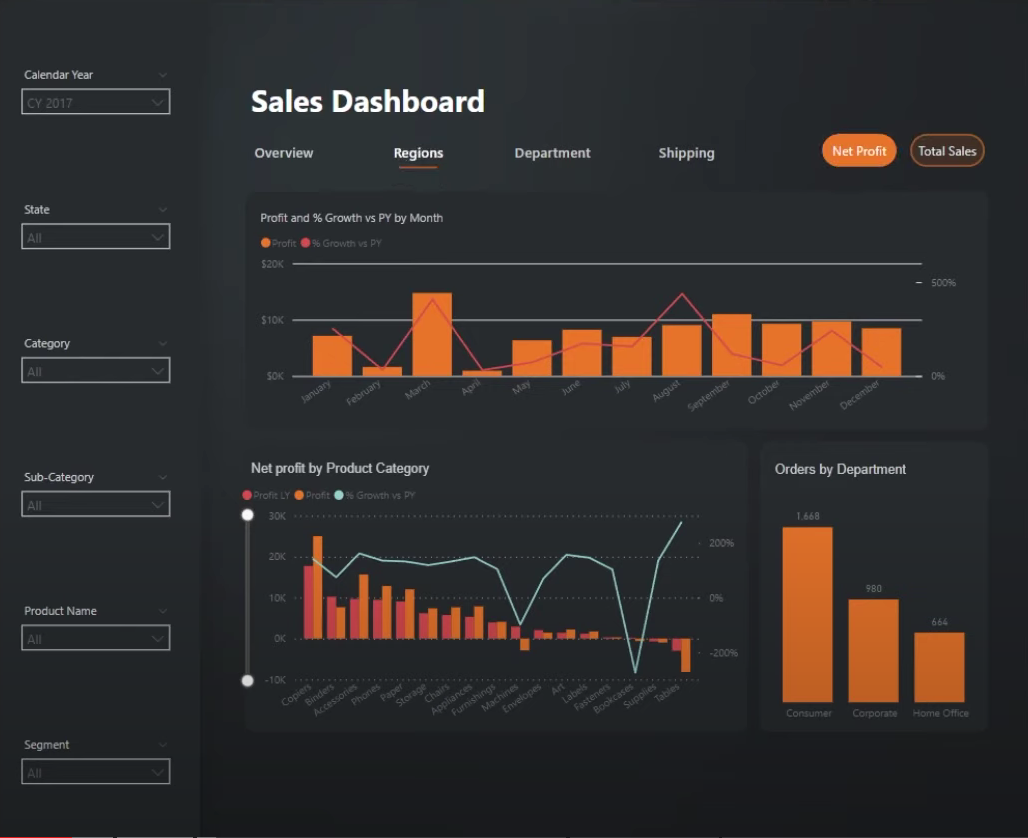 Calendar Year
CY 2017
State
All
Category
All
Sub-Category
All
Product Name
All
Segment
All
Sales Dashboard
Overview Regions Department Shipping
Net Profit Total Sales
Profit and % Growth vs PY by Month
Profit % Growth vs PY
$20K
$10K
$0K
500%
0%
January February March April May June July August September October November December
Net profit by Product Category
Profit LY Profit % Growth vs PY
30K
20K
10K
0K
-10K
200%
0%
-200%
Copiers Binders Accessories Phones Paper Storage Chairs Appliances Furnishings Machines Envelopes Art Labels Fasteners Bookcases Supplies Tables
Orders by Department
1.668
980
664
Consumer Corporate Home Office